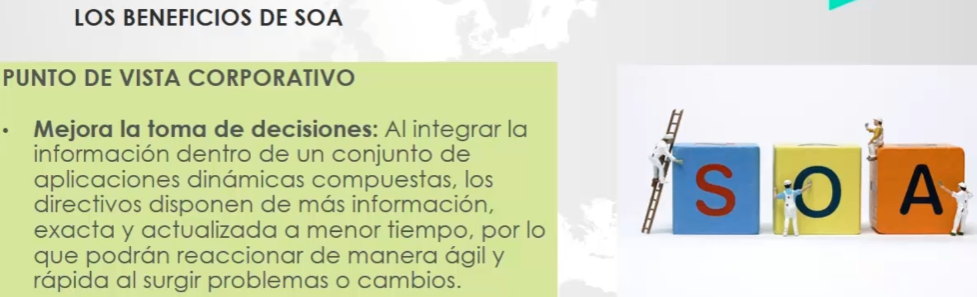 LOS BENEFICIOS DE SOA
PUNTO DE VISTA CORPORATIVO
• Mejora la toma de decisiones: Al integrar la
información dentro de un conjunto de
aplicaciones dinámicas compuestas, los
directivos disponen de más información,
exacta y actualizada a menor tiempo, por lo
que podrán reaccionar de manera ágil y
rápida al surgir problemas o cambios.
SOA